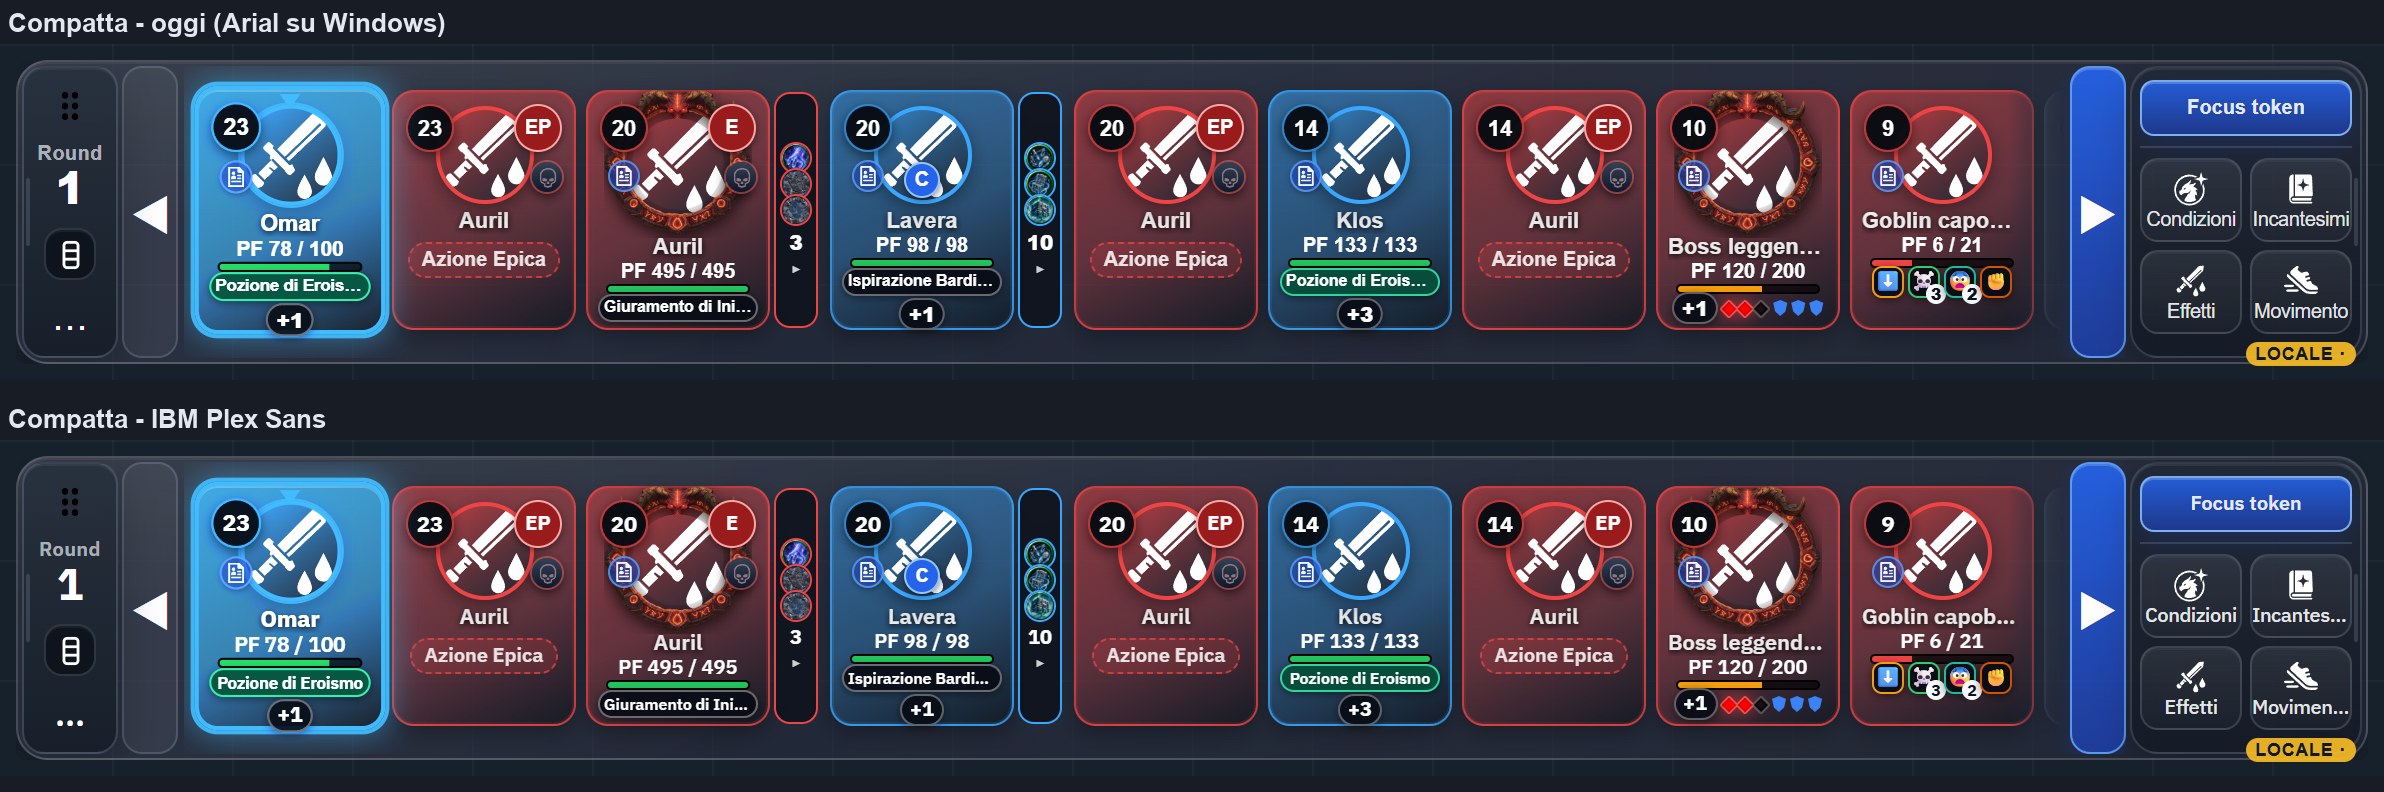 Compatta - oggi (Arial su Windows)
Round
1
...
23
Omar
PF 78 / 100
Pozione di Erois...
+1
23
EP
Auril
Azione Epica
20
E
Auril
PF 495 / 495
Giuramento di Ini...
3
20
C
Lavera
PF 98 / 98
Ispirazione Bardi...
+1
10
20
EP
Auril
Azione Epica
14
Klos
PF 133 / 133
Pozione di Erois...
+3
14
EP
Auril
Azione Epica
10
Boss leggen...
PF 120 / 200
+1
9
Goblin capo...
PF 6 / 21
3
2
Focus token
Condizioni
Incantesimi
Effetti
Movimento
LOCALE ·
Compatta - IBM Plex Sans
Round
1
...
23
Omar
PF 78 / 100
Pozione di Eroismo
+1
23
EP
Auril
Azione Epica
20
E
Auril
PF 495 / 495
Giuramento di Ini...
3
20
C
Lavera
PF 98 / 98
Ispirazione Bardi...
+1
10
20
EP
Auril
Azione Epica
14
Klos
PF 133 / 133
Pozione di Eroismo
+3
14
EP
Auril
Azione Epica
10
Boss leggend...
PF 120 / 200
+1
9
Goblin capob...
PF 6 / 21
3
2
Focus token
Condizioni
Incantes...
Effetti
Movimen...
LOCALE ·